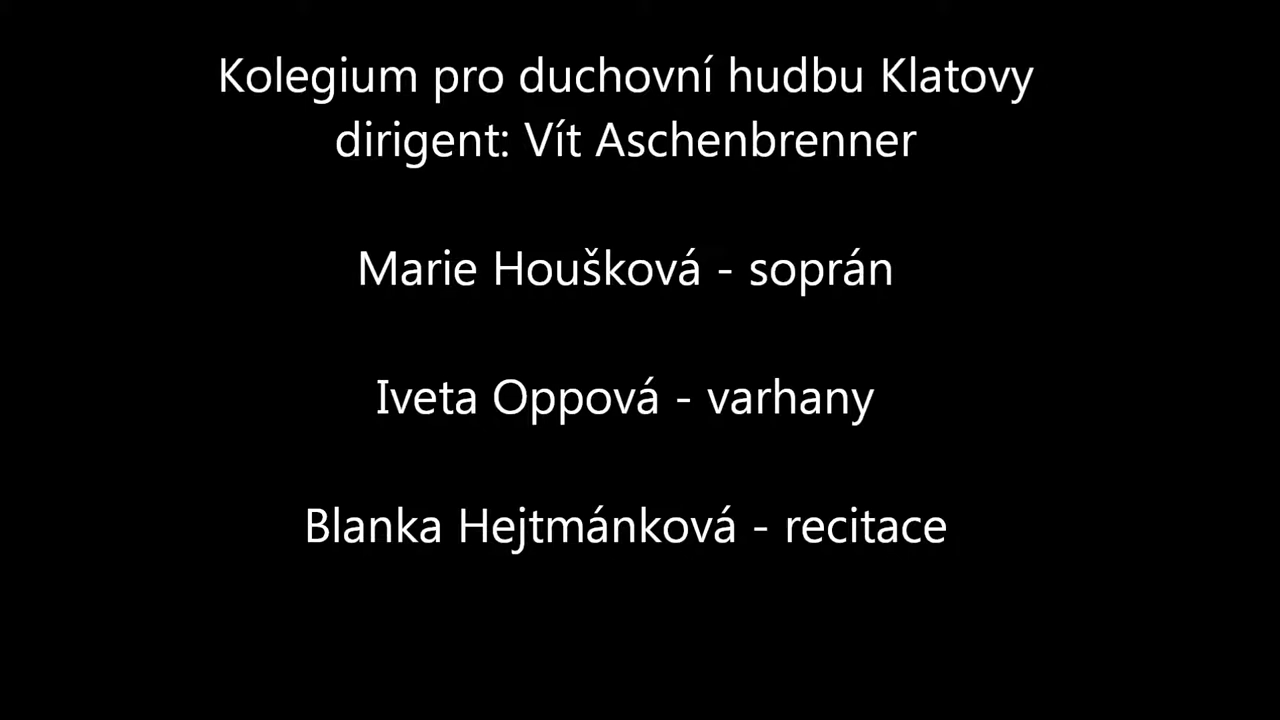 Kolegium pro duchovní hudbu Klatovy
dirigent: Vít Aschenbrenner
Marie Houšková - soprán
Iveta Oppová - varhany
Blanka Hejtmánková - recitace